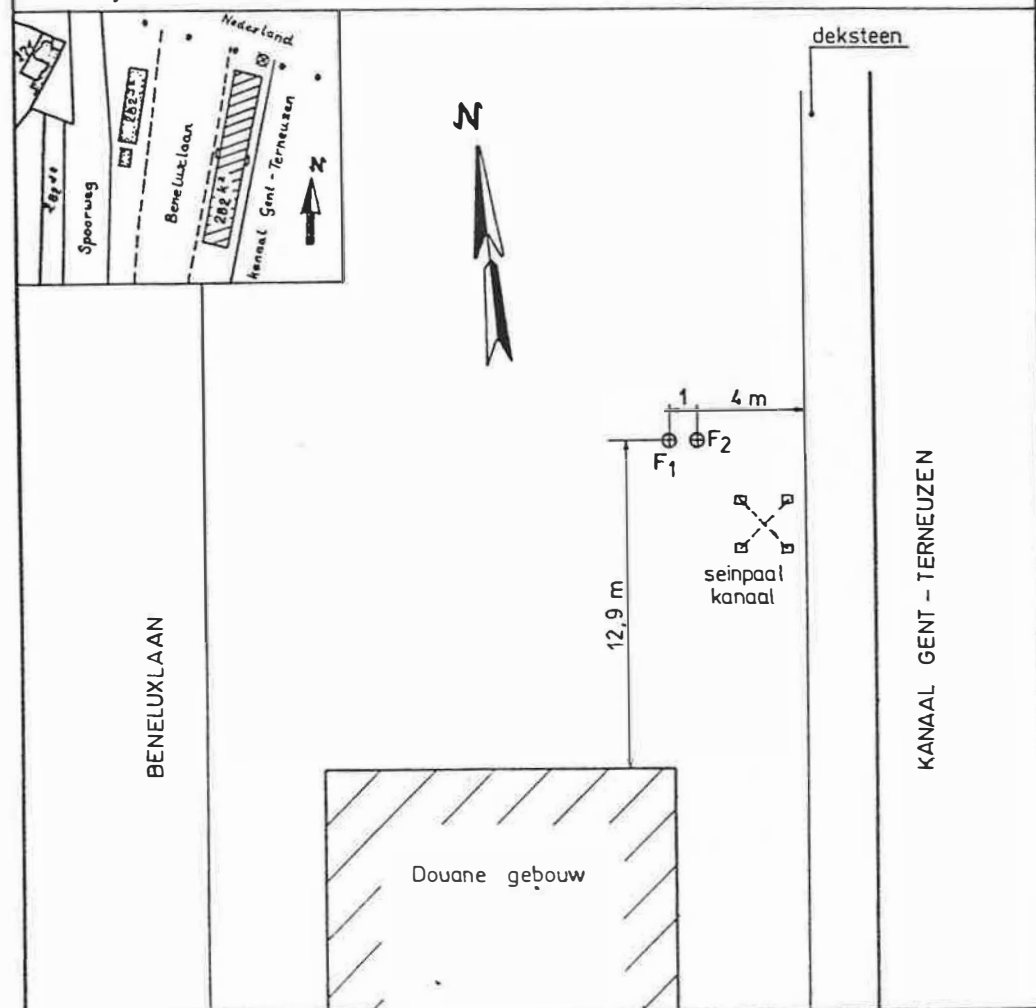 Nederland
deksteen
Spoorweg
Beneluxlaan
282 k²
kanaal Gent-Terneuzen
N
N
1
4 m
F1
F2
seinpaal
kanaal
12,9 m
BENELUXLAAN
KANAAL GENT-TERNEUZEN
Douane gebouw